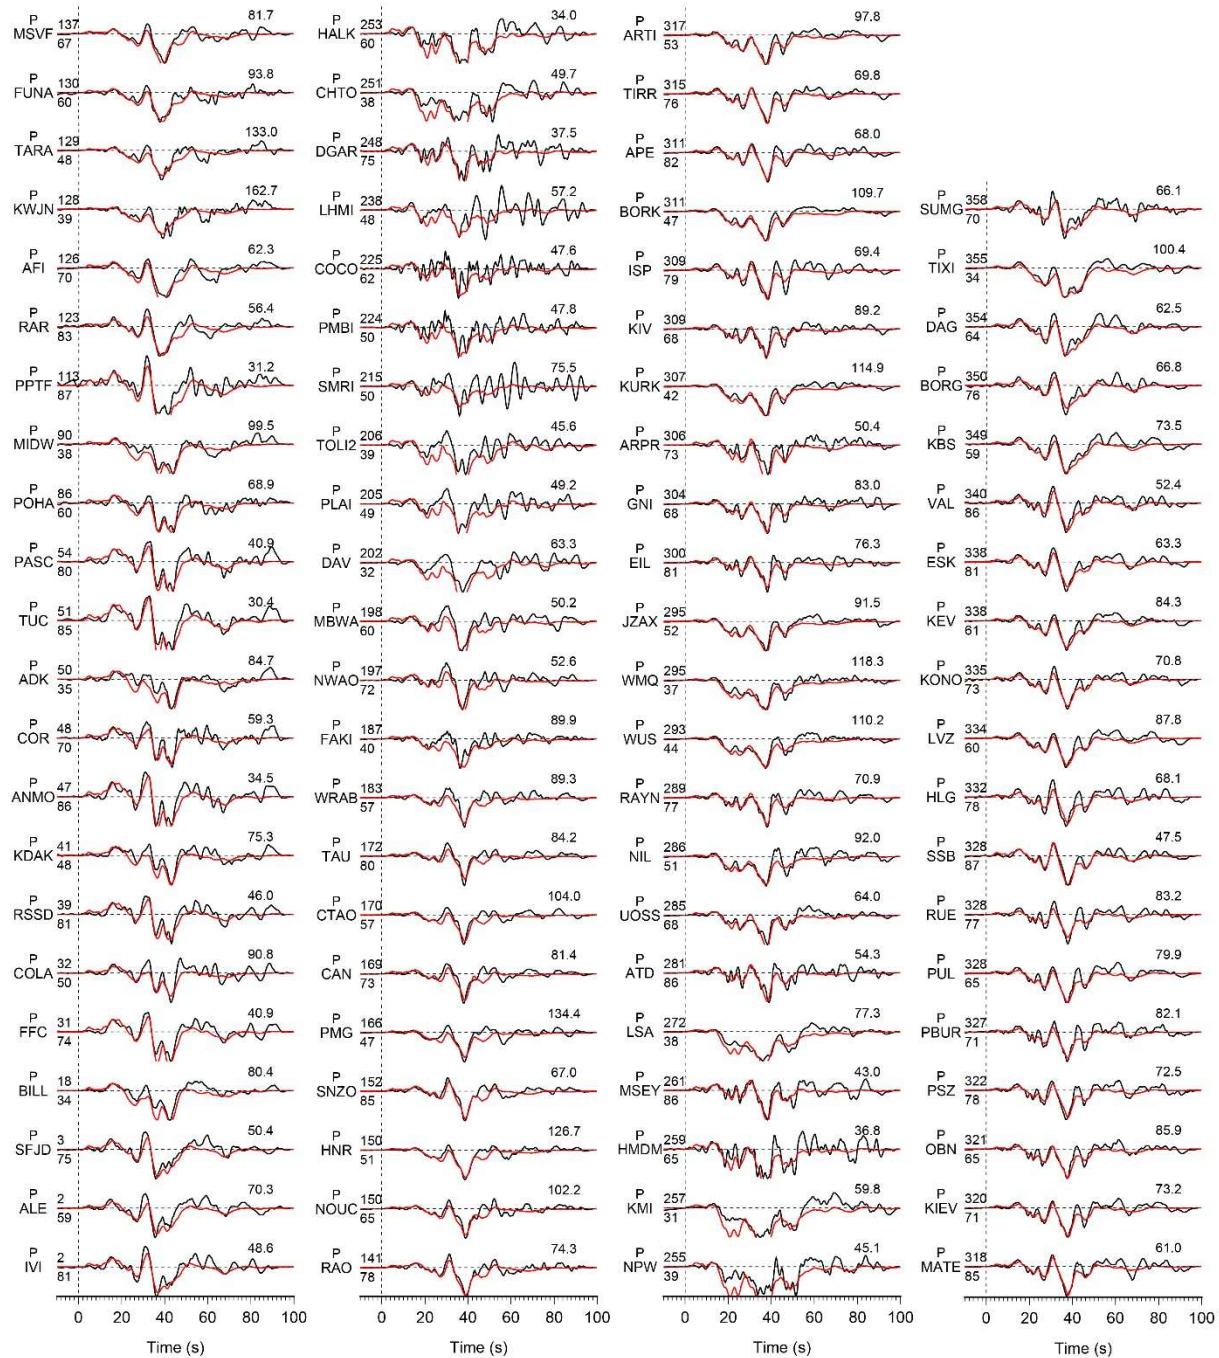 P
MSVF 137 81.7
67
P
FUNA 130 93.8
60
P
TARA 129 133.0
48
P
KWJN 128 162.7
39
P
AFI 126 62.3
70
P
RAR 123 56.4
83
P
PPTF 113 31.2
87
P
MIDW 90 99.5
38
P
POHA 86 68.9
60
P
PASC 54 40.9
80
P
TUC 51 30.4
85
P
ADK 50 84.7
35
P
COR 48 59.3
70
P
ANMO 47 34.5
86
P
KDAK 41 75.3
48
P
RSSD 39 46.0
81
P
COLA 32 90.8
50
P
FFC 31 40.9
74
P
BILL 18 80.4
34
P
SFJD 3 50.4
75
P
ALE 2 70.3
59
P
IVI 2 48.6
81
0 20 40 60 80 100
Time (s)
P
HALK 253 34.0
60
P
CHTO 251 49.7
38
P
DGAR 248 37.5
75
P
LHMI 238 57.2
48
P
COCO 225 47.6
62
P
PMBI 224 47.8
50
P
SMRI 215 75.5
50
P
TOLI2 206 45.6
39
P
PLAI 205 49.2
49
P
DAV 202 63.3
32
P
MBWA 198 50.2
60
P
NWAO 197 52.6
72
P
FAKI 187 89.9
40
P
WRAB 183 89.3
57
P
TAU 172 84.2
80
P
CTAO 170 104.0
57
P
CAN 169 81.4
73
P
PMG 166 134.4
47
P
SNZO 152 67.0
85
P
HNR 150 126.7
51
P
NOUC 150 102.2
65
P
RAO 141 74.3
78
0 20 40 60 80 100
Time (s)
P
ARTI 317 97.8
53
P
TIRR 315 69.8
76
P
APE 311 68.0
82
P
BORK 311 109.7
47
P
ISP 309 69.4
79
P
KIV 309 89.2
68
P
KURK 307 114.9
42
P
ARPR 306 50.4
73
P
GNI 304 83.0
68
P
EIL 300 76.3
81
P
JZAX 295 91.5
52
P
WMQ 295 118.3
37
P
WUS 293 110.2
44
P
RAYN 289 70.9
77
P
NIL 286 92.0
51
P
UOSS 285 64.0
68
P
ATD 281 54.3
86
P
LSA 272 77.3
38
P
MSEY 261 43.0
86
P
HMDM 259 36.8
65
P
KMI 257 59.8
31
P
NPW 255 45.1
39
0 20 40 60 80 100
Time (s)
P
SUMG 358 66.1
70
P
TIXI 355 100.4
34
P
DAG 354 62.5
64
P
BORG 350 66.8
76
P
KBS 349 73.5
59
P
VAL 340 52.4
86
P
ESK 338 63.3
81
P
KEV 338 84.3
61
P
KONO 335 70.8
73
P
LVZ 334 87.8
60
P
HLG 332 68.1
78
P
SSB 328 47.5
87
P
RUE 328 83.2
77
P
PUL 328 79.9
65
P
PBUR 327 82.1
71
P
PSZ 322 72.5
78
P
OBN 321 85.9
65
P
KIEV 320 73.2
71
P
MATE 318 61.0
85
0 20 40 60 80 100
Time (s)